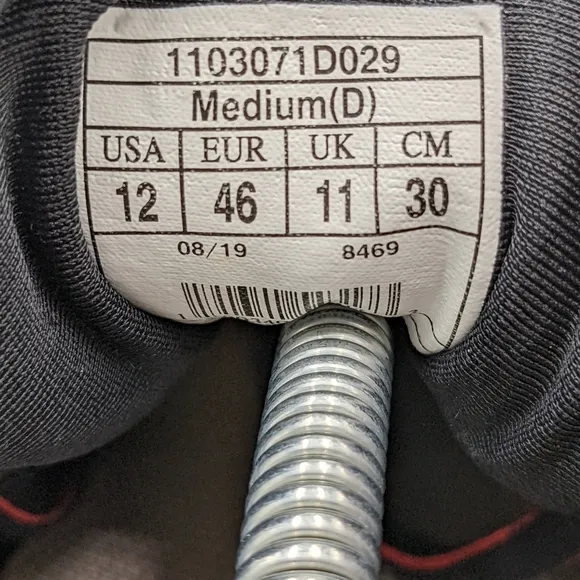 1103071D029
Medium(D)
USA EUR UK CM
12 46 11 30
08/19 8469